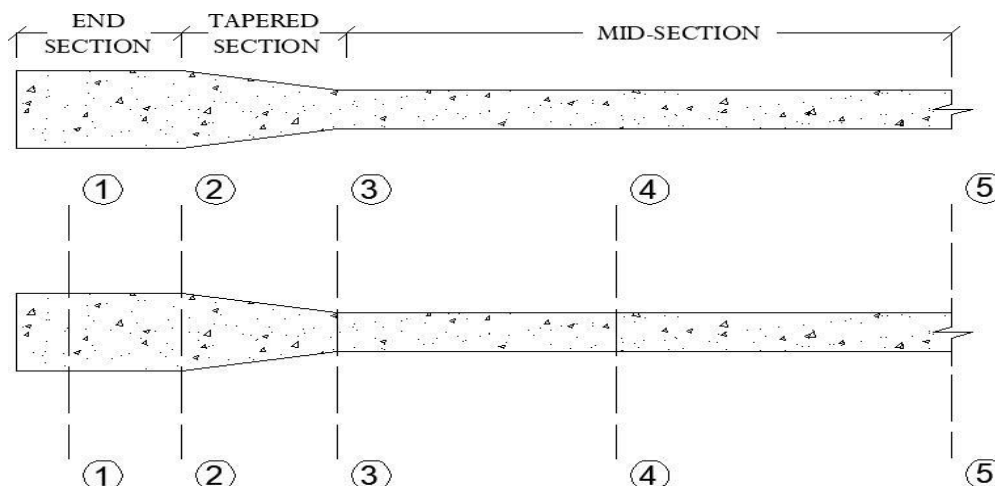 END
SECTION
TAPERED
SECTION
MID-SECTION
1 2 3 4 5
1 2 3 4 5